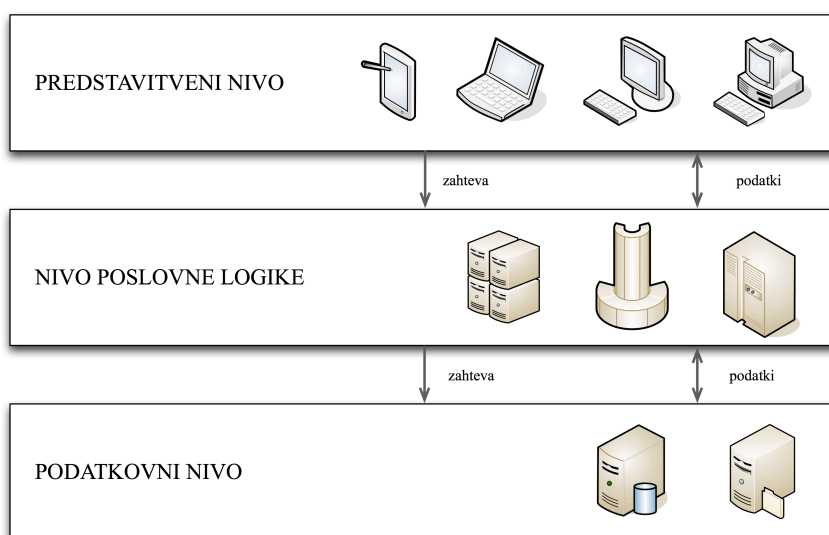 PREDSTAVITVENI NIVO
zahteva
podatki
NIVO POSLOVNE LOGIKE
zahteva
podatki
PODATKOVNI NIVO